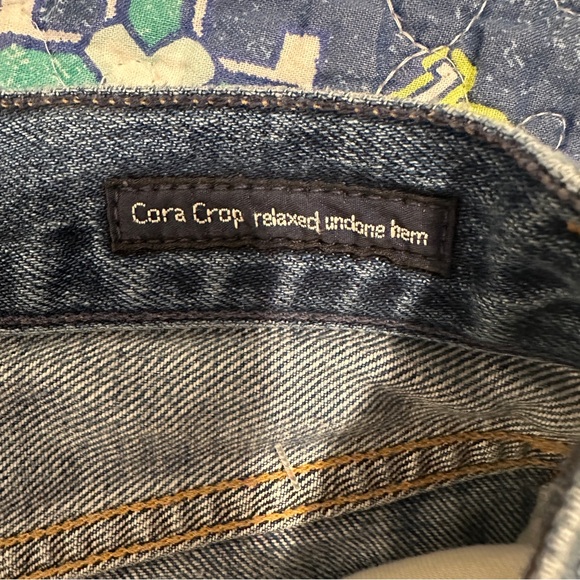 Cora Crop relaxed undone hem